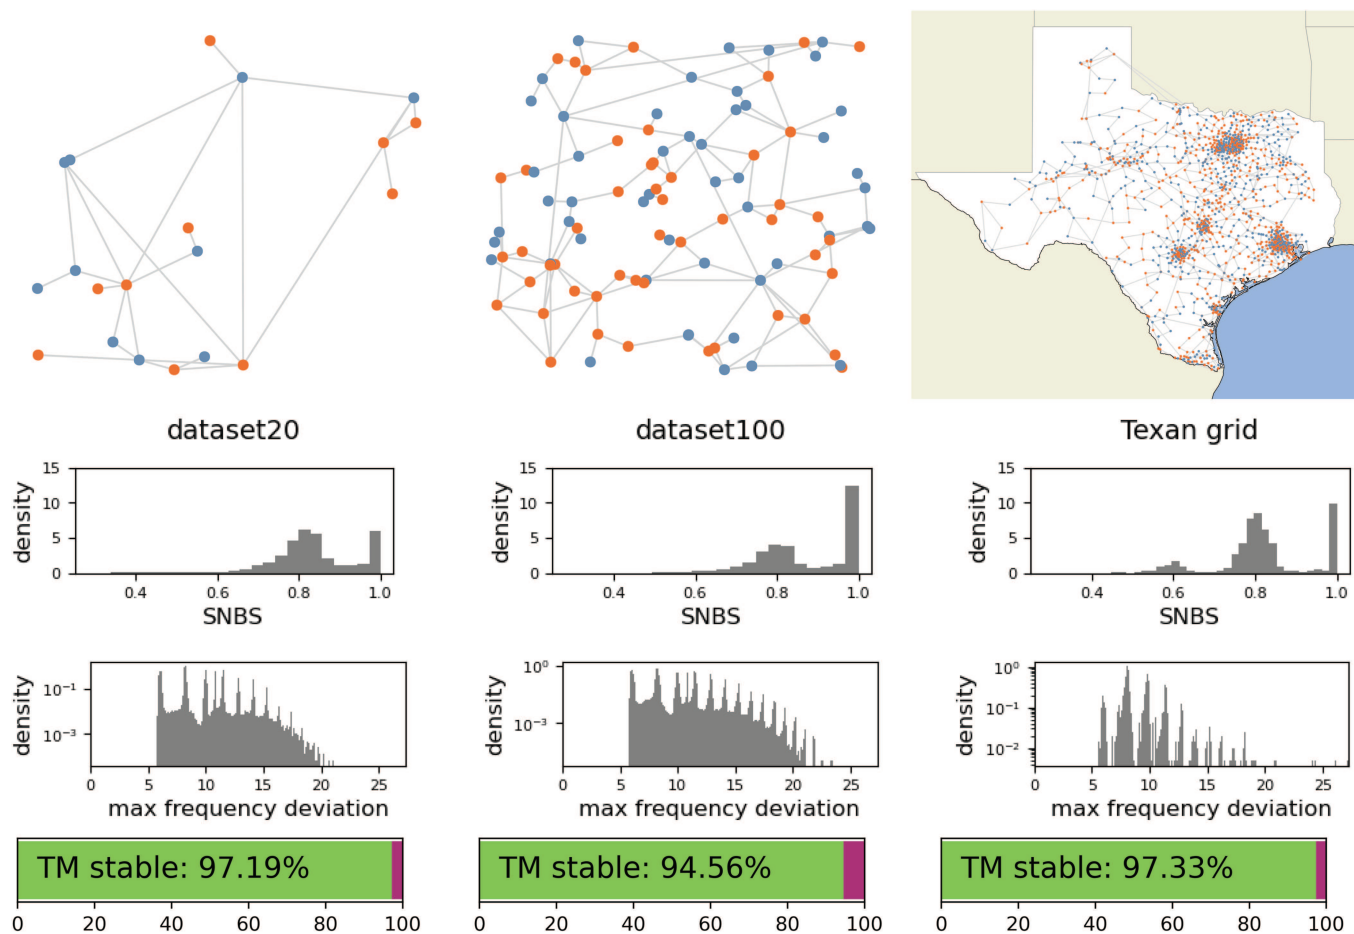 dataset20 dataset100 Texan grid
15 15 15
10 10 10
5 5 5
0 0 0
density density density
0.4 0.6 0.8 1.0 0.4 0.6 0.8 1.0 0.4 0.6 0.8 1.0
SNBS SNBS SNBS
10⁻¹ 10⁰ 10⁰
10⁻³ 10⁻³ 10⁻¹
10⁻²
density density density
0 5 10 15 20 25 0 5 10 15 20 25 0 5 10 15 20 25
max frequency deviation max frequency deviation max frequency deviation
TM stable: 97.19% TM stable: 94.56% TM stable: 97.33%
0 20 40 60 80 100 0 20 40 60 80 100 0 20 40 60 80 100